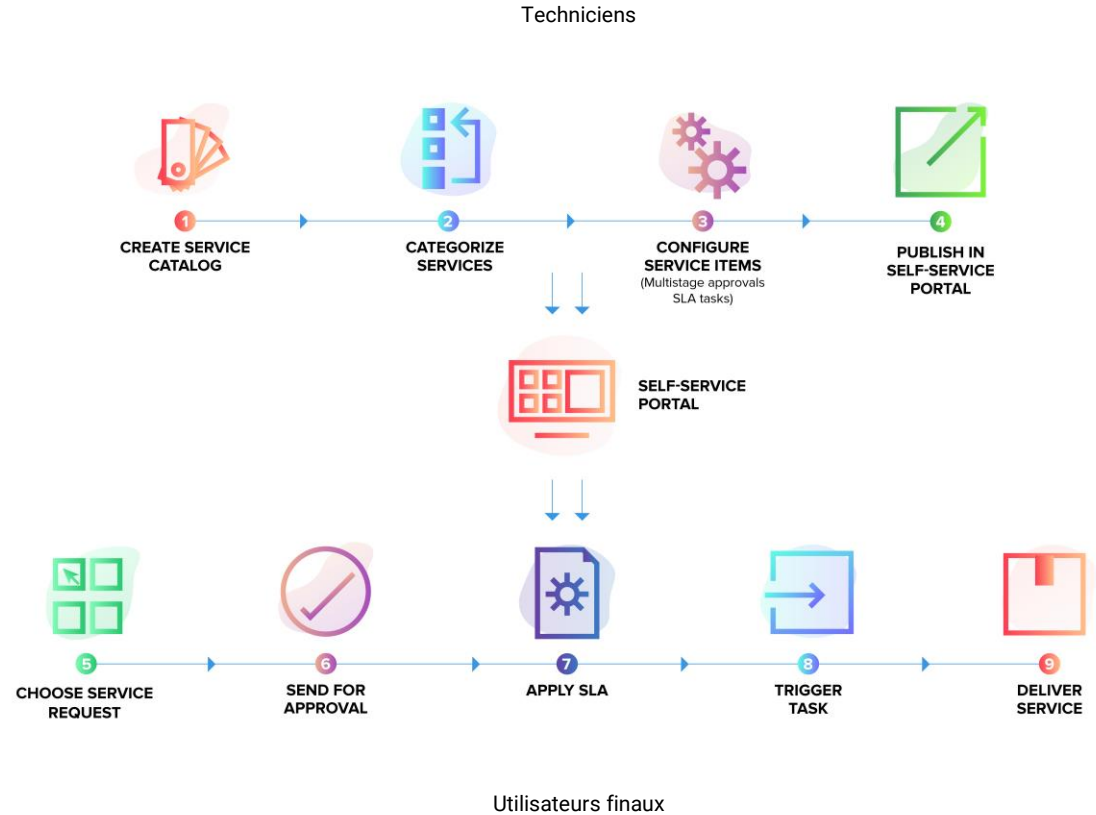 Techniciens
1
2
3
4
CREATE SERVICE
CATALOG
CATEGORIZE
SERVICES
CONFIGURE
SERVICE ITEMS
(Multistage approvals
SLA tasks)
PUBLISH IN
SELF-SERVICE
PORTAL
SELF-SERVICE
PORTAL
5
6
7
8
9
CHOOSE SERVICE
REQUEST
SEND FOR
APPROVAL
APPLY SLA
TRIGGER
TASK
DELIVER
SERVICE
Utilisateurs finaux